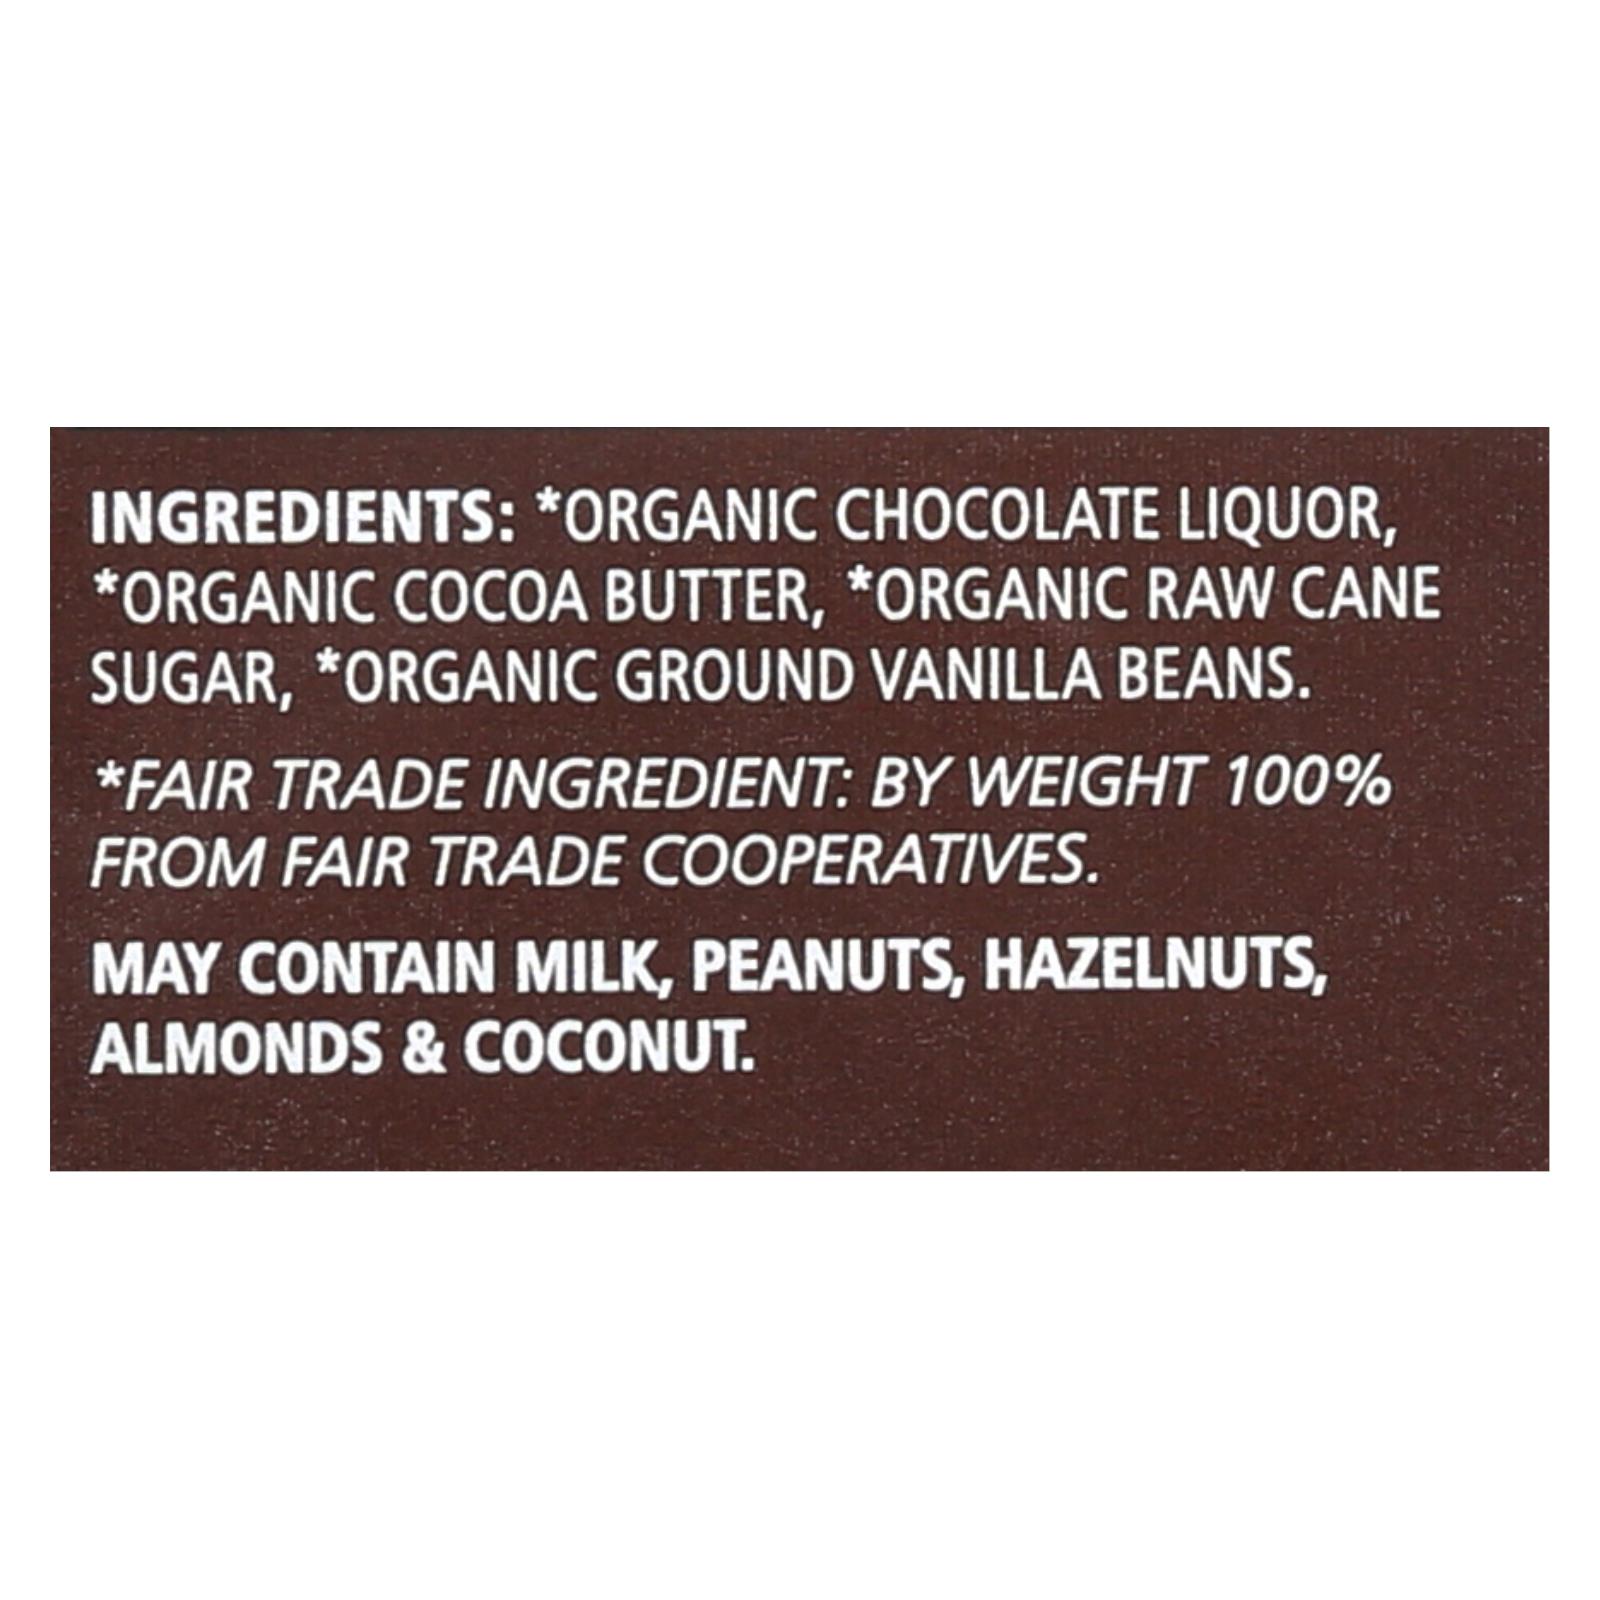 INGREDIENTS: *ORGANIC CHOCOLATE LIQUOR,
*ORGANIC COCOA BUTTER, *ORGANIC RAW CANE
SUGAR, *ORGANIC GROUND VANILLA BEANS.
*FAIR TRADE INGREDIENT: BY WEIGHT 100%
FROM FAIR TRADE COOPERATIVES.
MAY CONTAIN MILK, PEANUTS, HAZELNUTS,
ALMONDS & COCONUT.